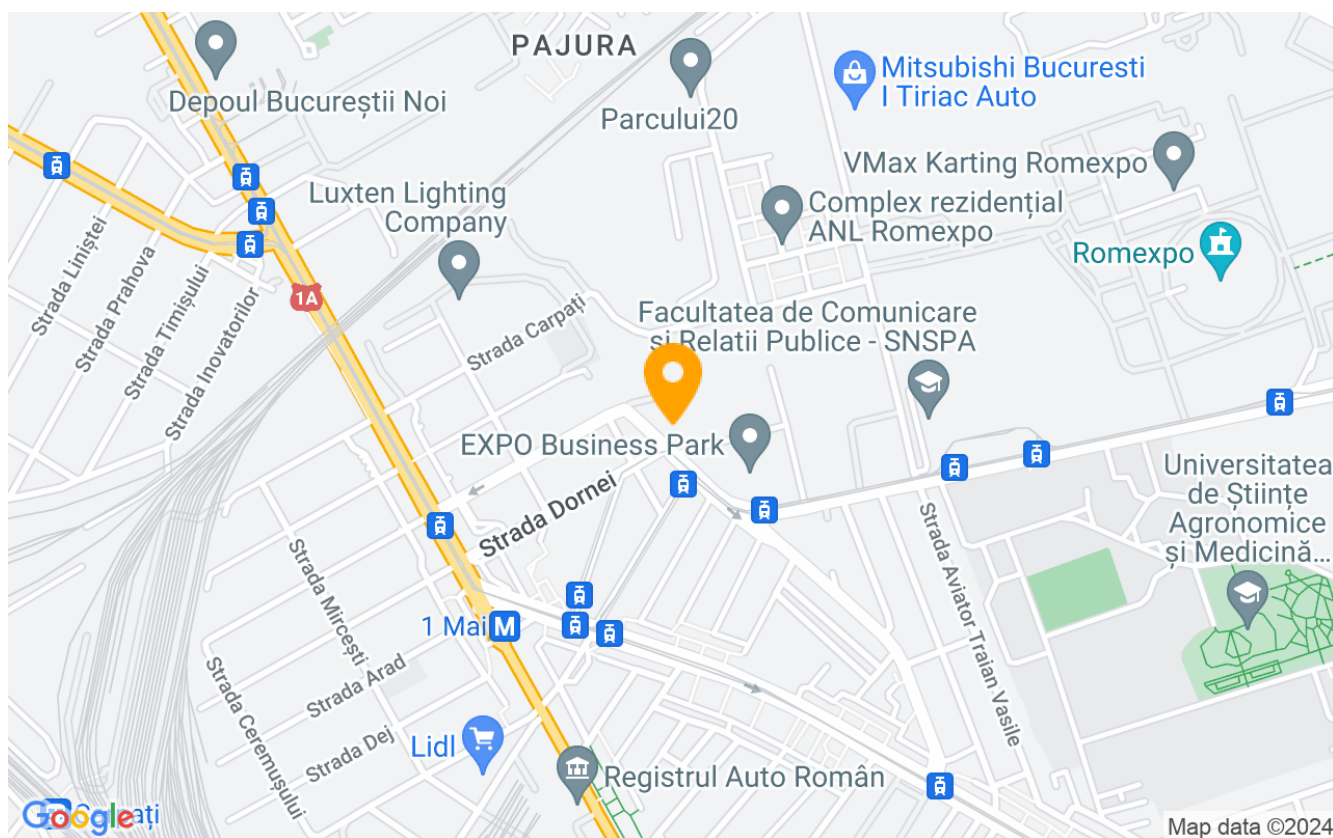 PAJURA
Depoul Bucureștii Noi
Parcului20
Mitsubishi Bucuresti
I Tiriac Auto
VMax Karting Romexpo
Luxten Lighting
Company
Complex rezidențial
ANL Romexpo
Romexpo
Strada Liniștei
Strada Prahova
Strada Timișului
Strada Inovatorilor
1A
Strada Carpați
Facultatea de Comunicare
și Relatii Publice - SNSPA
EXPO Business Park
Strada Dornei
Universitatea
de Științe
Agronomice
și Medicină...
Strada Aviator Traian Vasile
Strada Mircești
1 Mai
M
Strada Arad
Strada Ceremușului
Strada Dej
Lidl
Registrul Auto Român
Google
Map data ©2024